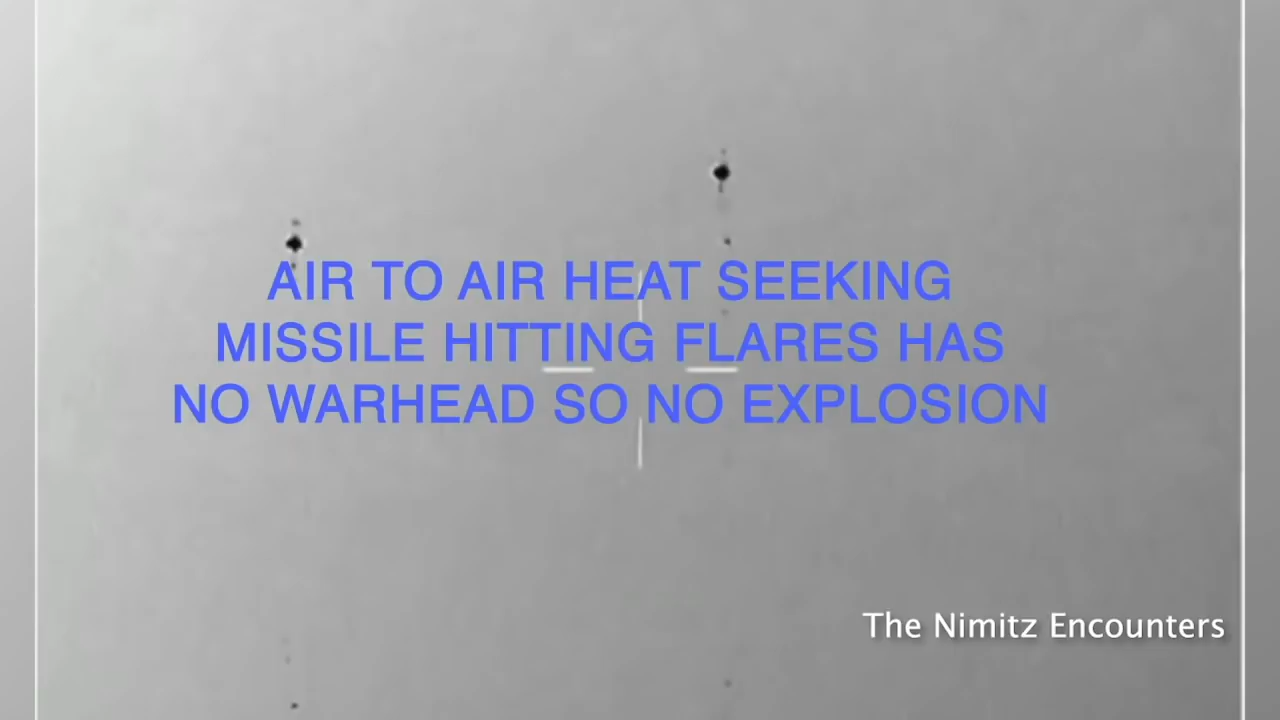 AIR TO AIR HEAT SEEKING
MISSILE HITTING FLARES HAS
NO WARHEAD SO NO EXPLOSION
The Nimitz Encounters